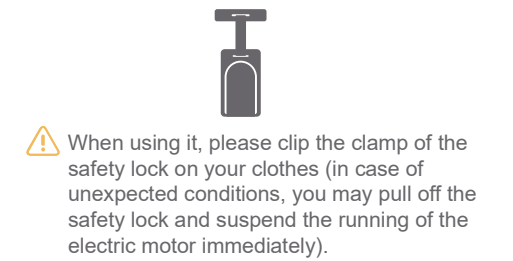 When using it, please clip the clamp of the
safety lock on your clothes (in case of
unexpected conditions, you may pull off the
safety lock and suspend the running of the
electric motor immediately).